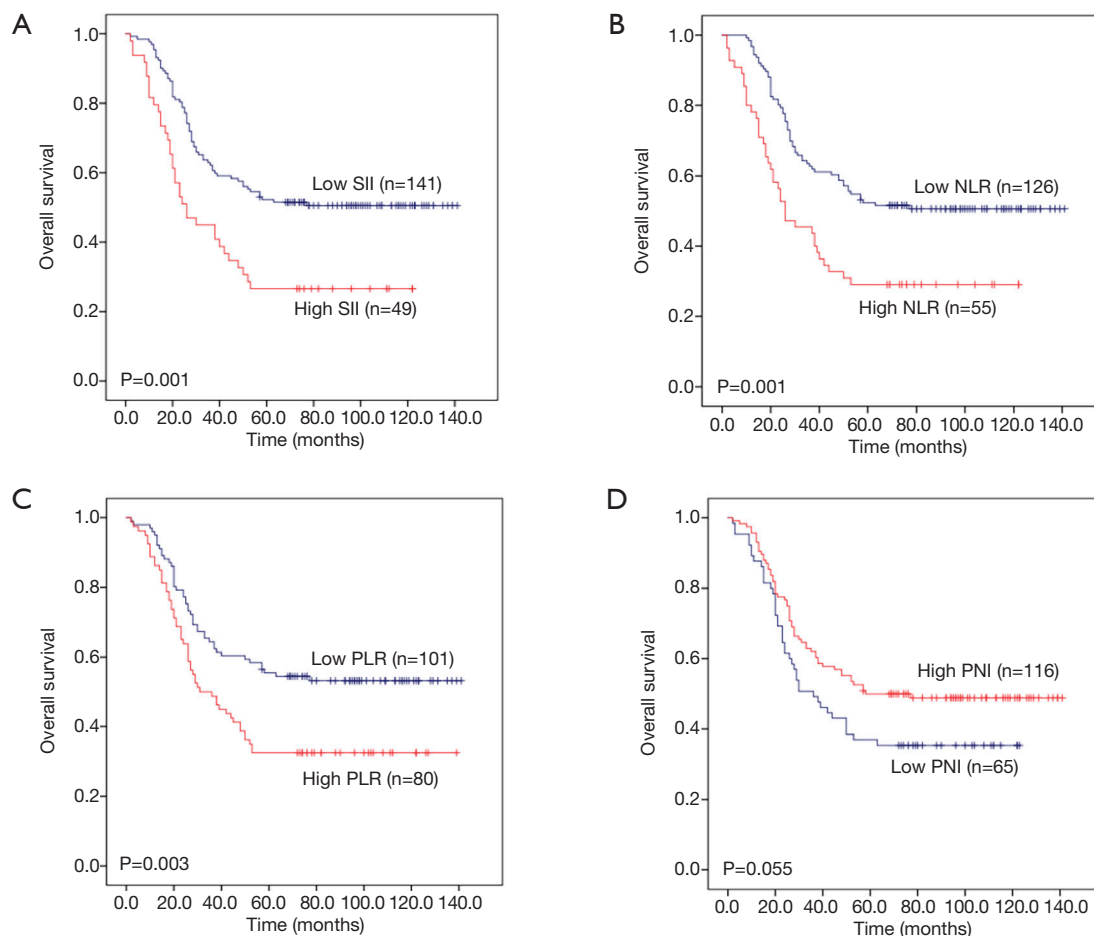 A
Overall survival
1.0
0.8
0.6
0.4
0.2
0.0
Low SII (n=141)
High SII (n=49)
P=0.001
0.0 20.0 40.0 60.0 80.0 100.0 120.0 140.0
Time (months)
B
Overall survival
1.0
0.8
0.6
0.4
0.2
0.0
Low NLR (n=126)
High NLR (n=55)
P=0.001
0.0 20.0 40.0 60.0 80.0 100.0 120.0 140.0
Time (months)
C
Overall survival
1.0
0.8
0.6
0.4
0.2
0.0
Low PLR (n=101)
High PLR (n=80)
P=0.003
0.0 20.0 40.0 60.0 80.0 100.0 120.0 140.0
Time (months)
D
Overall survival
1.0
0.8
0.6
0.4
0.2
0.0
High PNI (n=116)
Low PNI (n=65)
P=0.055
0.0 20.0 40.0 60.0 80.0 100.0 120.0 140.0
Time (months)